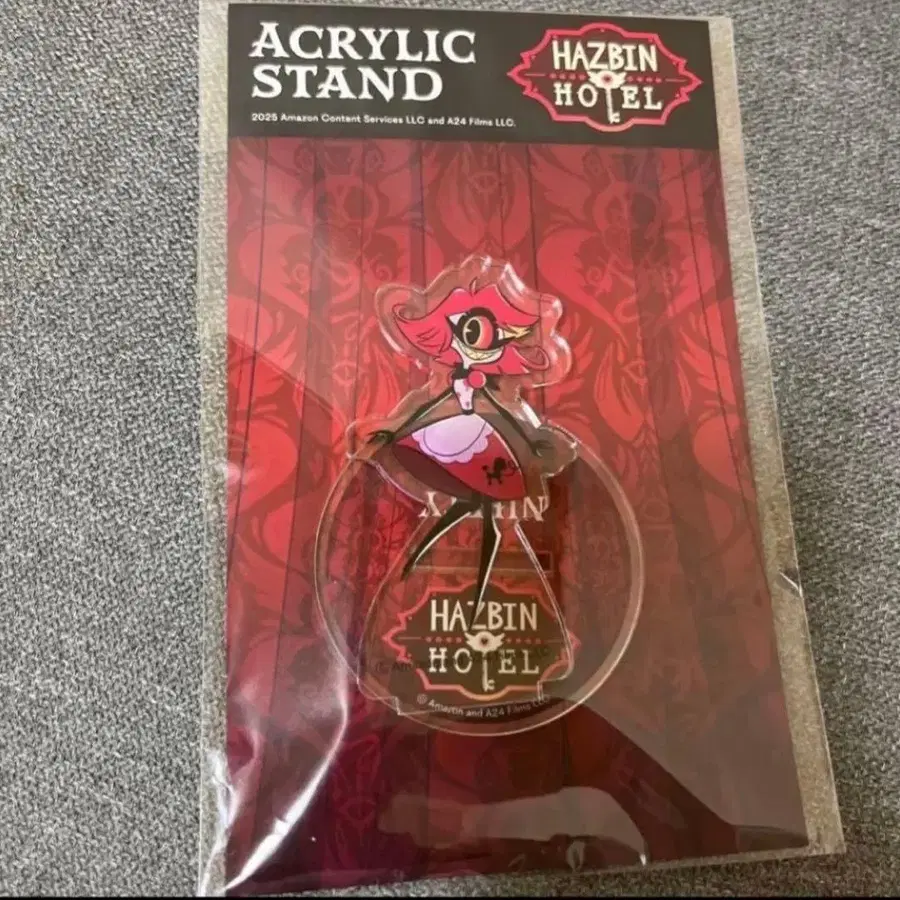 ACRYLIC
STAND
2025 Amazon Content Services LLC and A24 Films LLC.
HAZBIN
HOTEL
HAZBIN
HOTEL
and A24 Films LLC